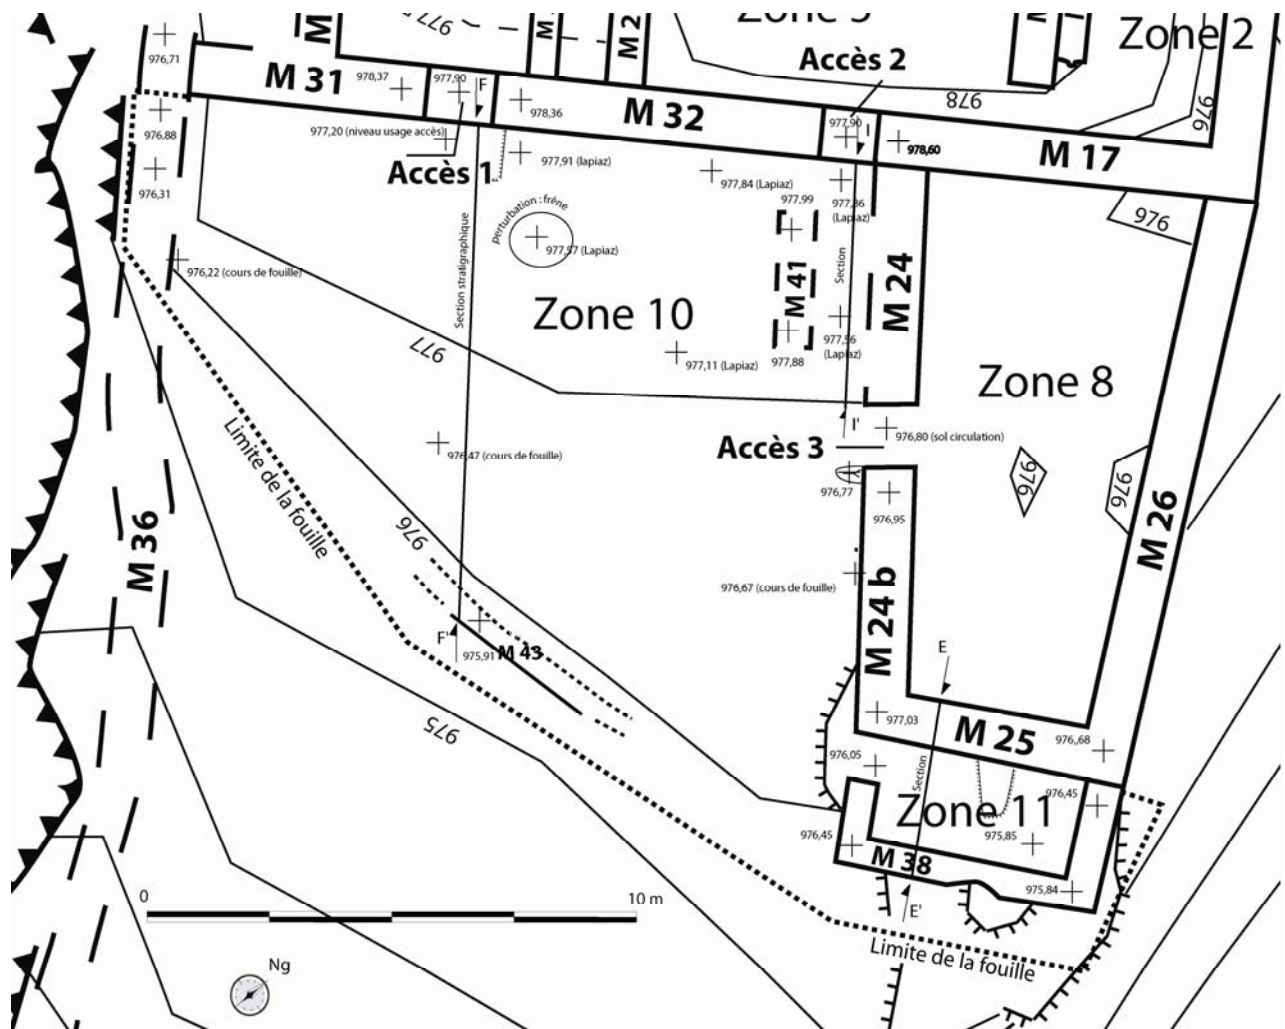 977
Zone 2
976,71
M 31
978,37
977,90
F
978,36
M 32
Accès 2
978
976
977,90
I
978,60
M 17
976,88
977,20 (niveau usage accès)
Accès 1
977,91 (lapiaz)
977,84 (Lapiaz)
976,31
977,99
977,86
(Lapiaz)
976
perturbation : frêne
977,97 (Lapiaz)
Section stratigraphique
Section
M 41
M 24
976,22 (cours de fouille)
Zone 10
977
977,11 (Lapiaz)
977,88
977,56
(Lapiaz)
Zone 8
I'
976,80 (sol circulation)
Accès 3
976,47 (cours de fouille)
976,77
976,95
976
976
M 26
Limite de la fouille
976
M 36
976,67 (cours de fouille)
M 24 b
F'
975,91
M 43
E
977,03
M 25
976,68
975
976,05
Section
Zone 11
976,45
976,45
975,85
M 38
975,84
0
10 m
E'
Limite de la fouille
Ng